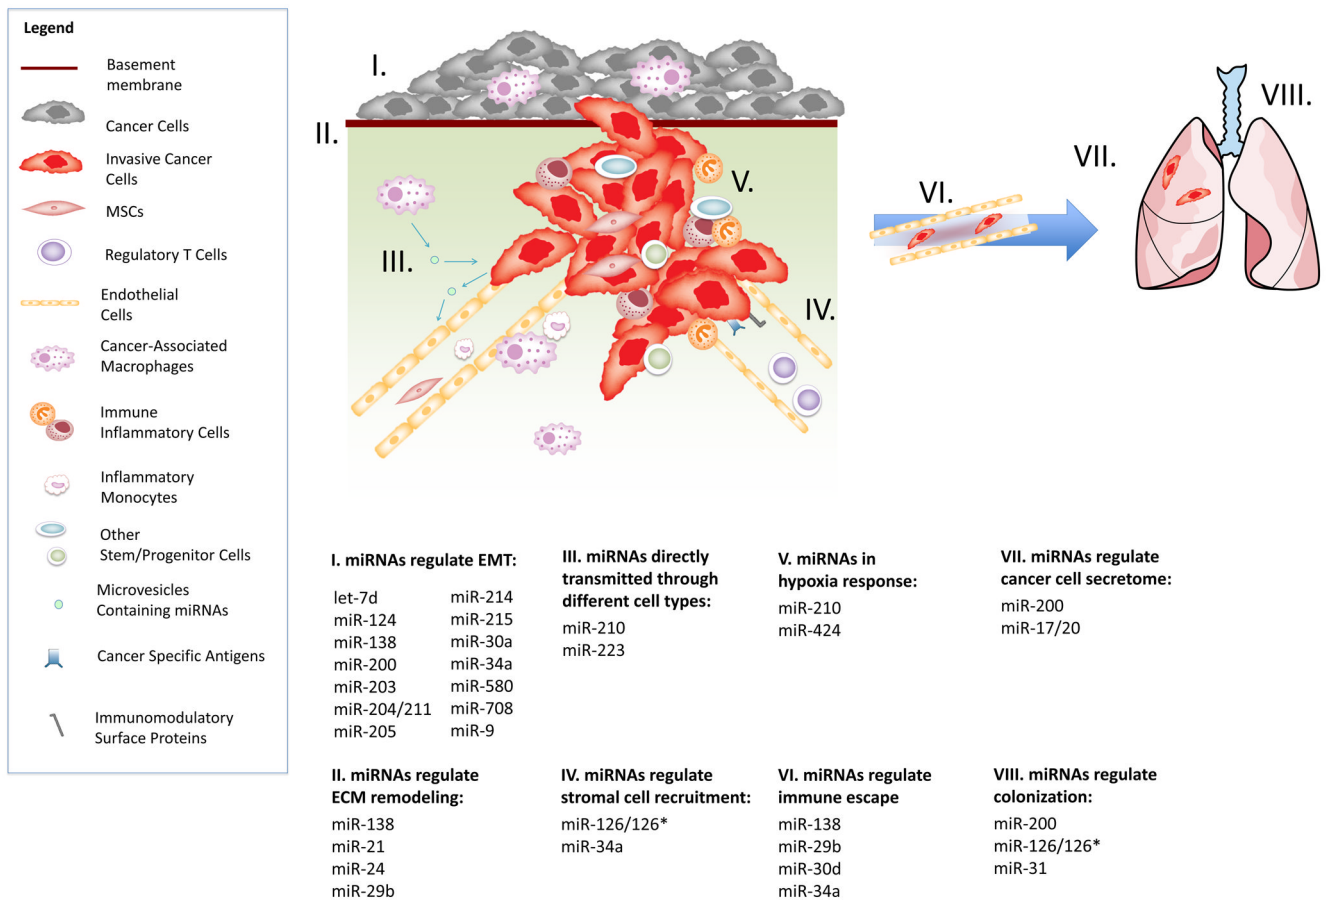 Legend
Basement
membrane
Cancer Cells
Invasive Cancer
Cells
MSCs
Regulatory T Cells
Endothelial
Cells
Cancer-Associated
Macrophages
Immune
Inflammatory Cells
Inflammatory
Monocytes
Other
Stem/Progenitor Cells
Microvesicles
Containing miRNAs
Cancer Specific Antigens
Immunomodulatory
Surface Proteins
I.
II.
III.
IV.
V.
VI.
VII.
VIII.
I. miRNAs regulate EMT:
let-7d
miR-124
miR-138
miR-200
miR-203
miR-204/211
miR-205
miR-214
miR-215
miR-30a
miR-34a
miR-580
miR-708
miR-9
II. miRNAs regulate
ECM remodeling:
miR-138
miR-21
miR-24
miR-29b
III. miRNAs directly
transmitted through
different cell types:
miR-210
miR-223
IV. miRNAs regulate
stromal cell recruitment:
miR-126/126*
miR-34a
V. miRNAs in
hypoxia response:
miR-210
miR-424
VI. miRNAs regulate
immune escape
miR-138
miR-29b
miR-30d
miR-34a
VII. miRNAs regulate
cancer cell secretome:
miR-200
miR-17/20
VIII. miRNAs regulate
colonization:
miR-200
miR-126/126*
miR-31